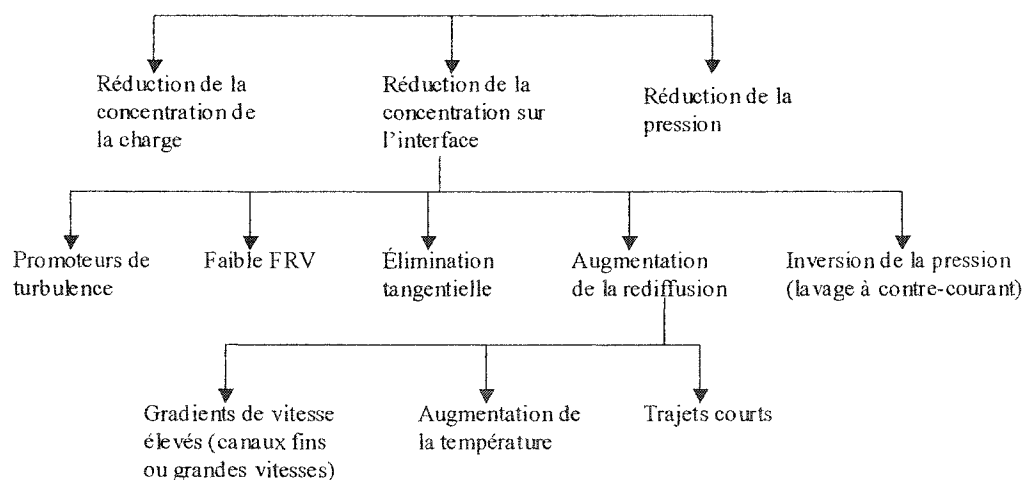 Réduction de la
concentration de
la charge
Réduction de la
concentration sur
l'interface
Réduction de la
pression
Promoteurs de
turbulence
Faible FRV
Élimination
tangentielle
Augmentation
de la rediffusion
Inversion de la pression
(lavage à contre-courant)
Gradients de vitesse
élevés (canaux fins
ou grandes vitesses)
Augmentation de
la température
Trajets courts